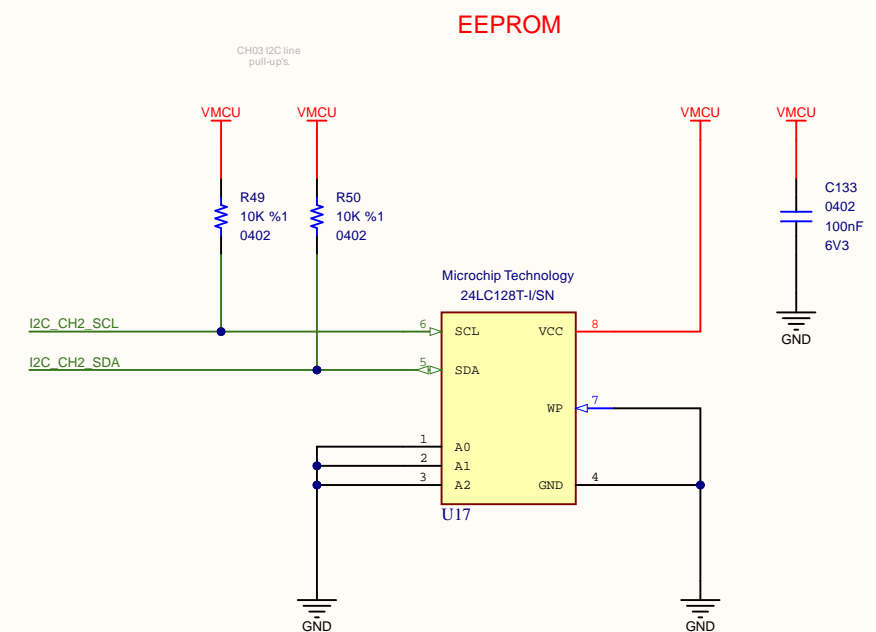 EEPROM
CH03 I2C line
pull-up's.
VMCU
VMCU
VMCU
VMCU
R49
10K %1
0402
R50
10K %1
0402
C133
0402
100nF
6V3
GND
Microchip Technology
24LC128T-I/SN
I2C_CH2_SCL
6
SCL
VCC
8
I2C_CH2_SDA
5
SDA
WP
7
1
A0
2
A1
3
A2
GND
4
U17
GND
GND